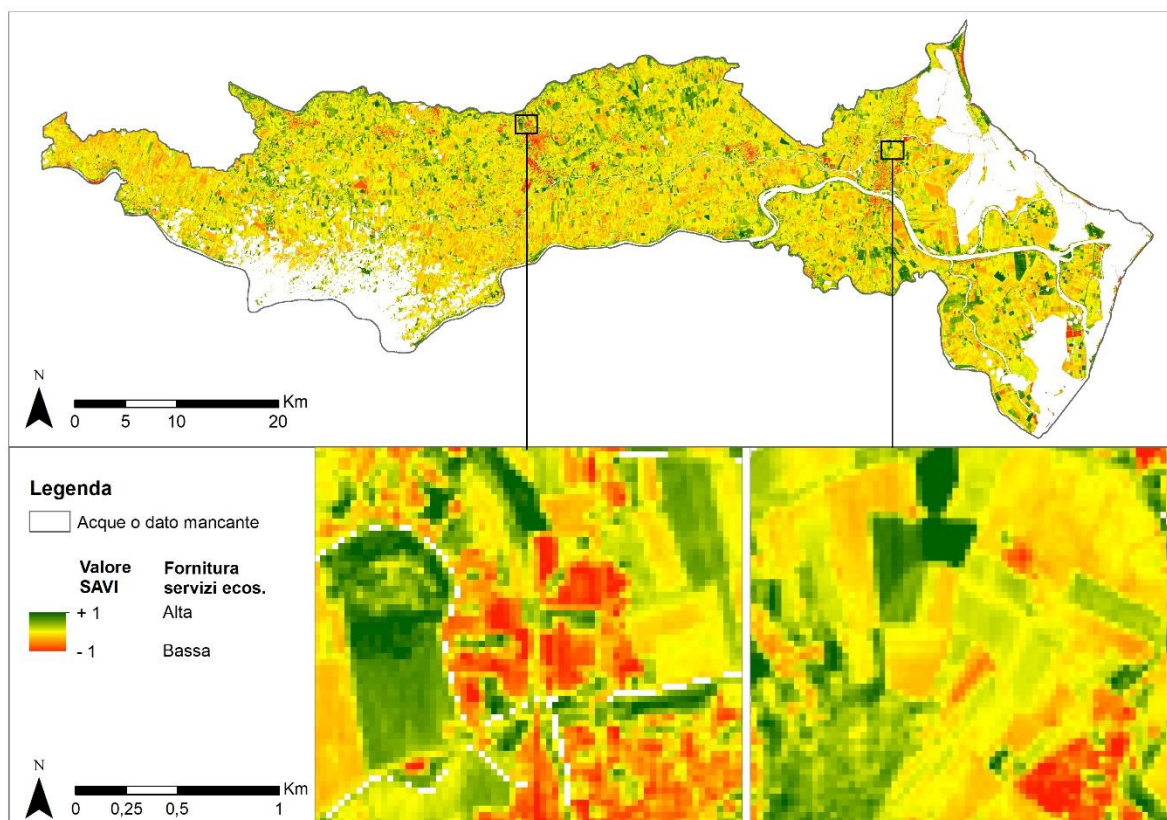 N
Km
0 5 10 20
Legenda
Acque o dato mancante
Valore SAVI Fornitura servizi ecos.
+ 1 Alta
- 1 Bassa
N
Km
0 0,25 0,5 1